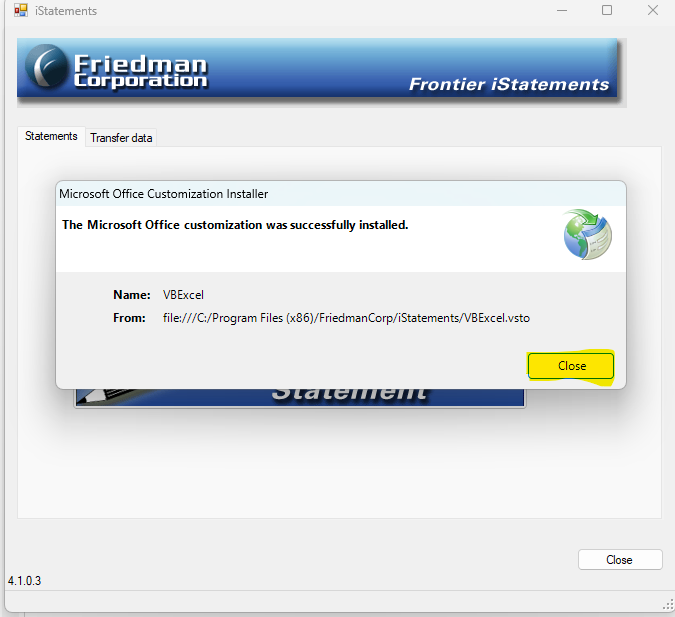 iStatements
Friedman
Corporation
Frontier iStatements
Statements
Transfer data
Microsoft Office Customization Installer
The Microsoft Office customization was successfully installed.
Name: VBExcel
From: file:///C:/Program Files (x86)/FriedmanCorp/iStatements/VBExcel.vsto
Close
Statement
Close
4.1.0.3